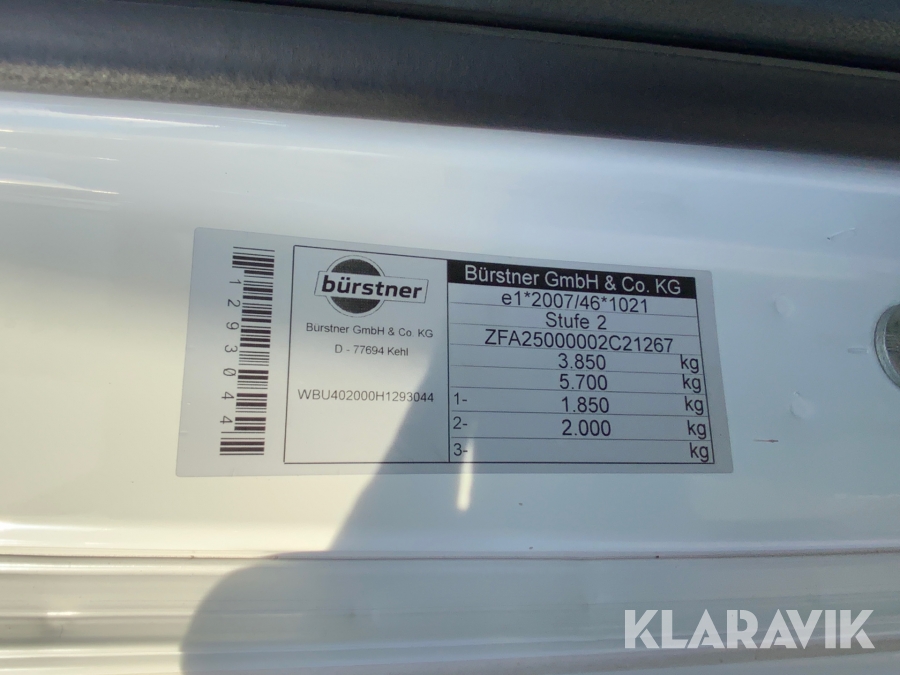 1293044
bürstner
Bürstner GmbH & Co. KG
D - 77694 Kehl
WBU402000H1293044
Bürstner GmbH & Co. KG
e1*2007/46*1021
Stufe 2
ZFA25000002C21267
3.850 kg
5.700 kg
1- 1.850 kg
2- 2.000 kg
3- kg
KLARAVIK